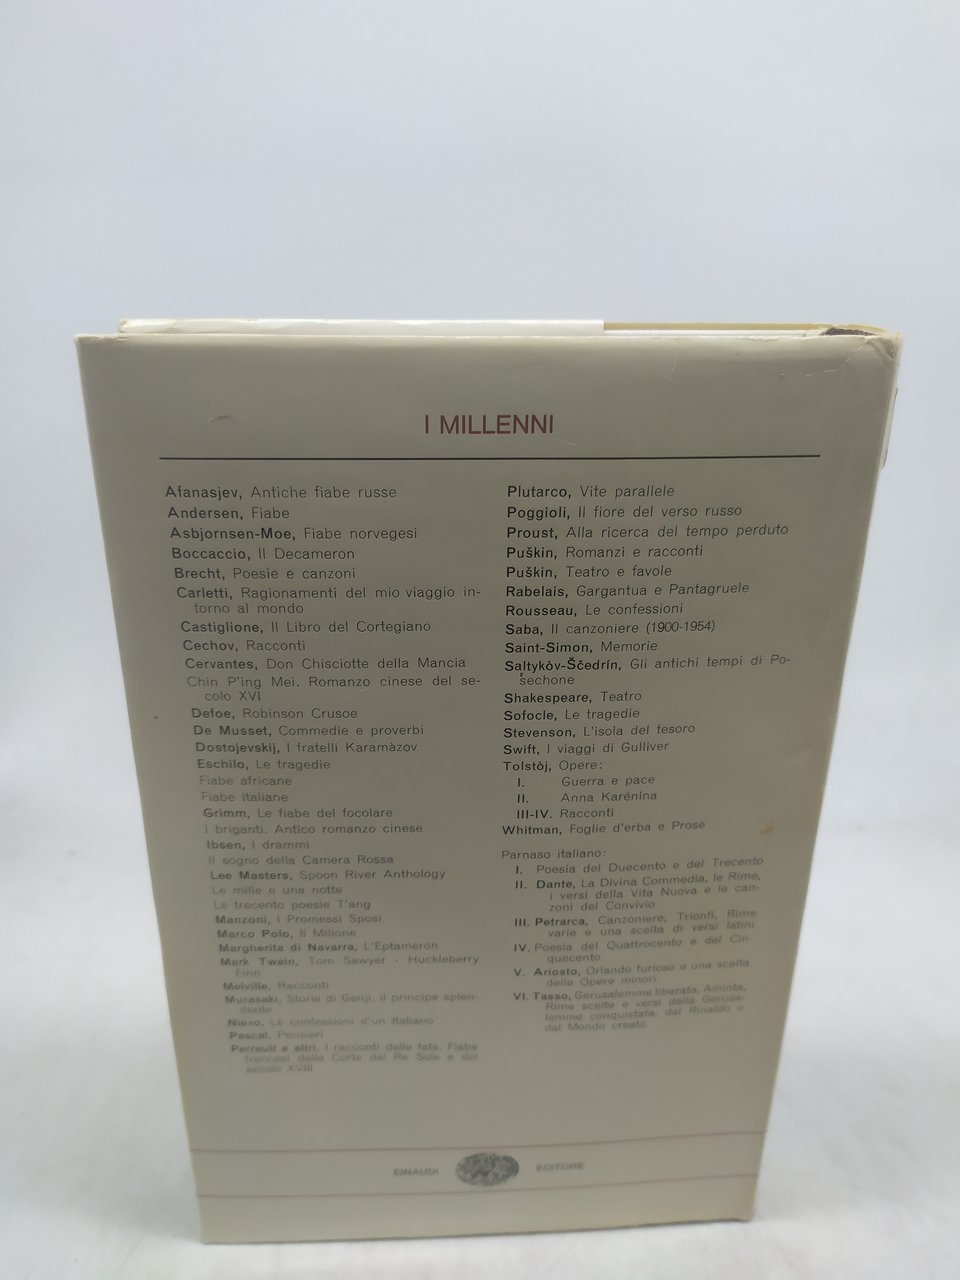 I MILLENNI
Afanasjev, Antiche fiabe russe
Andersen, Fiabe
Asbjornsen-Moe, Fiabe norvegesi
Boccaccio, Il Decameron
Brecht, Poesie e canzoni
Carletti, Ragionamenti del mio viaggio in-
torno al mondo
Castiglione, Il Libro del Cortegiano
Cechov, Racconti
Cervantes, Don Chisciotte della Mancia
Chin P'ing Mei. Romanzo cinese del se-
colo XVI
Defoe, Robinson Crusoe
De Musset, Commedie e proverbi
Dostojevskij, I fratelli Karamàzov
Eschilo, Le tragedie
Fiabe africane
Fiabe italiane
Grimm, Le fiabe del focolare
I briganti. Antico romanzo cinese
Ibsen, I drammi
Il sogno della Camera Rossa
Lee Masters, Spoon River Anthology
Le mille e una notte
Le trecento poesie T'ang
Manzoni, I Promessi Sposi
Marco Polo, Il Milione
Margherita di Navarra, L'Eptameron
Mark Twain, Tom Sawyer - Huckleberry
Finn
Melville, Racconti
Murasaki, Storia di Genji, il principe splen-
dente
Nievo, Le confessioni d'un Italiano
Pascal, Pensieri
Perrault e altri, I racconti delle fate. Fiabe
francesi della Corte del Re Sole e del
secolo XVIII
Plutarco, Vite parallele
Poggioli, Il fiore del verso russo
Proust, Alla ricerca del tempo perduto
Puškin, Romanzi e racconti
Puškin, Teatro e favole
Rabelais, Gargantua e Pantagruele
Rousseau, Le confessioni
Saba, Il canzoniere (1900-1954)
Saint-Simon, Memorie
Saltykòv-Ščedrín, Gli antichi tempi di Po-
šechone
Shakespeare, Teatro
Sofocle, Le tragedie
Stevenson, L'isola del tesoro
Swift, I viaggi di Gulliver
Tolstòj, Opere:
I. Guerra e pace
II. Anna Karénina
III-IV. Racconti
Whitman, Foglie d'erba e Prose
Parnaso italiano:
I. Poesia del Duecento e del Trecento
II. Dante, La Divina Commedia, le Rime,
i versi della Vita Nuova e le can-
zoni del Convivio
III. Petrarca, Canzoniere, Trionfi, Rime
varie e una scelta di versi latini
IV. Poesia del Quattrocento e del Cin-
quecento
V. Ariosto, Orlando furioso e una scelta
delle Opere minori
VI. Tasso, Gerusalemme liberata, Aminta,
Rime scelte e versi dalla Gerusa-
lemme conquistata, dal Rinaldo e
dal Mondo creato
EINAUDI EDITORE